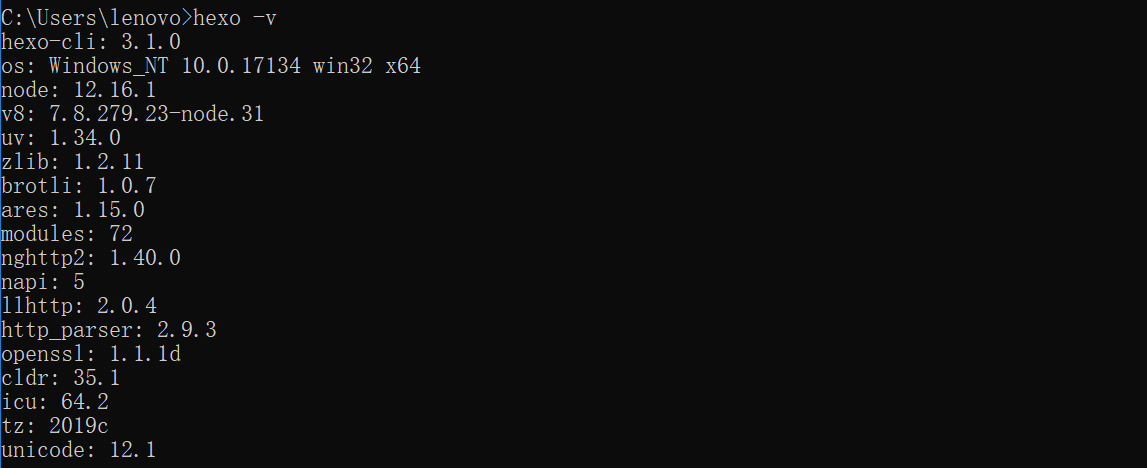 C:\Users\lenovo>hexo -v
hexo-cli: 3.1.0
os: Windows_NT 10.0.17134 win32 x64
node: 12.16.1
v8: 7.8.279.23-node.31
uv: 1.34.0
zlib: 1.2.11
brotli: 1.0.7
ares: 1.15.0
modules: 72
nghttp2: 1.40.0
napi: 5
llhttp: 2.0.4
http_parser: 2.9.3
openssl: 1.1.1d
cldr: 35.1
icu: 64.2
tz: 2019c
unicode: 12.1